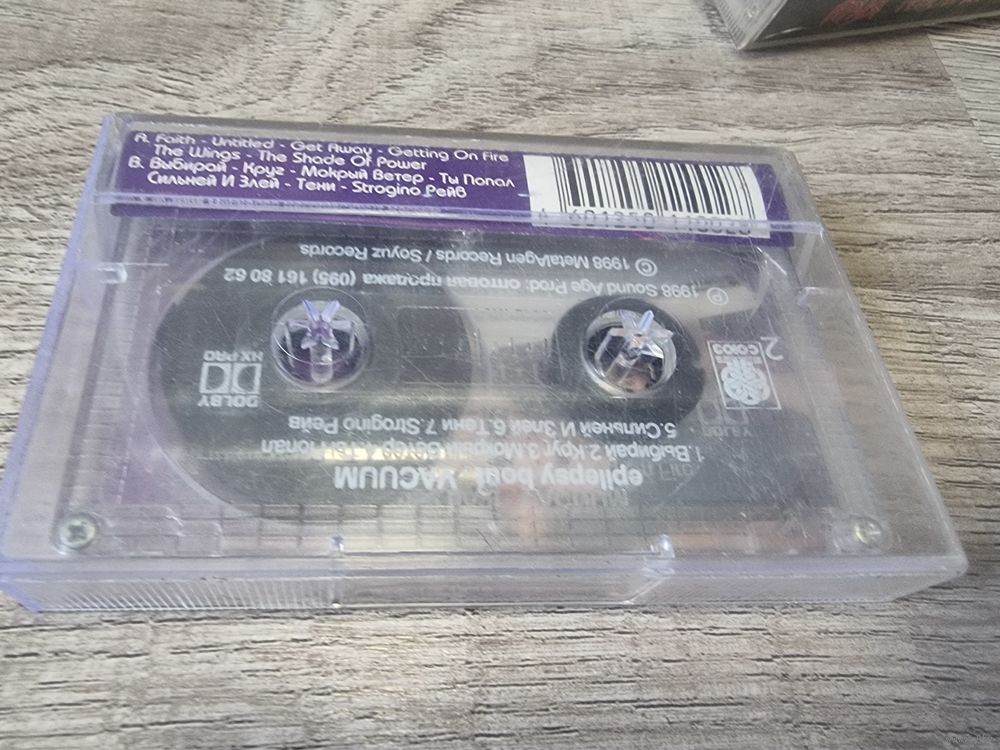 A. Faith - Untitled - Get Away - Getting On Fire
The Wings - The Shade Of Power
B. Выбирай - Круг - Мокрый Ветер - Ты Попал
Сильней И Злей - Тени - Strogino Рейв
epilepsy bout VACUUM
1.Выбирай 2.Круг 3.Мокрый Ветер 4.Ты Попал
5.Сильней И Злей 6.Тени 7.Strogino Рейв
DOLBY
HX PRO
2
℗ 1998 Sound Age Prod: оптовая продажа (095) 161 80 62
© 1998 MetalAgen Records / Soyuz Records